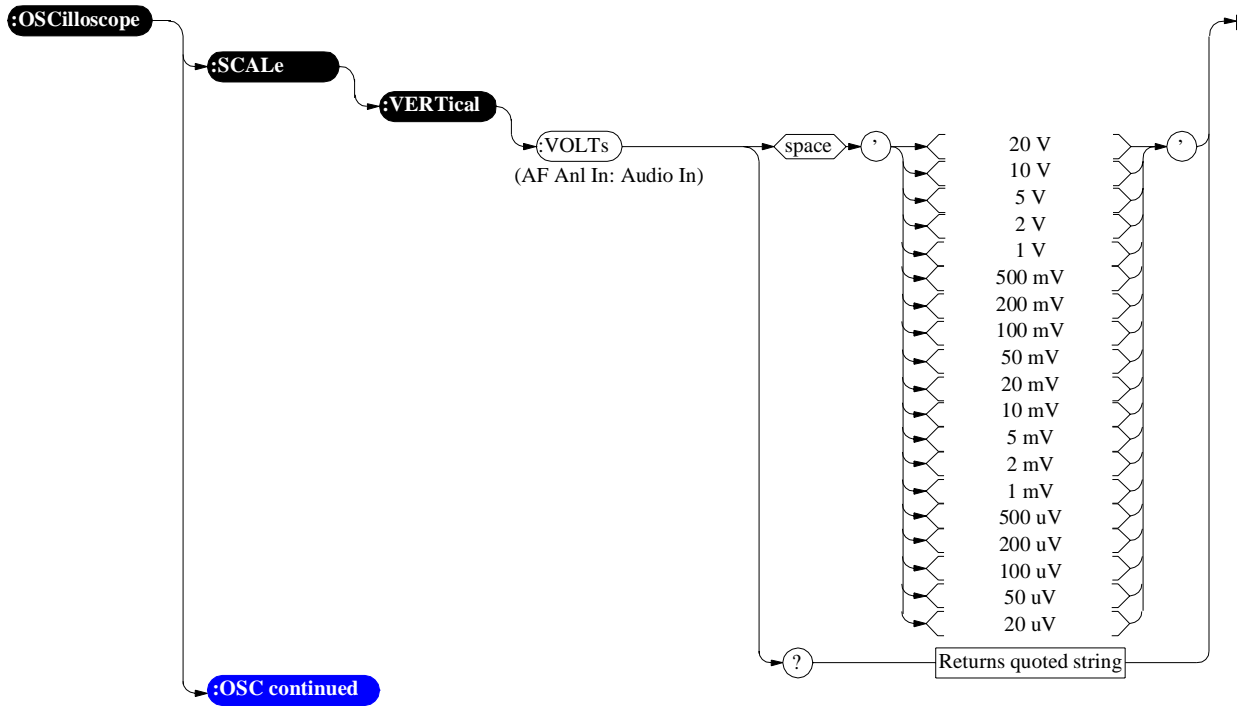 :OSCilloscope
:SCALe
:VERTical
:VOLTs
(AF Anl In: Audio In)
space
’
20 V
10 V
5 V
2 V
1 V
500 mV
200 mV
100 mV
50 mV
20 mV
10 mV
5 mV
2 mV
1 mV
500 uV
200 uV
100 uV
50 uV
20 uV
’
?
Returns quoted string
:OSC continued